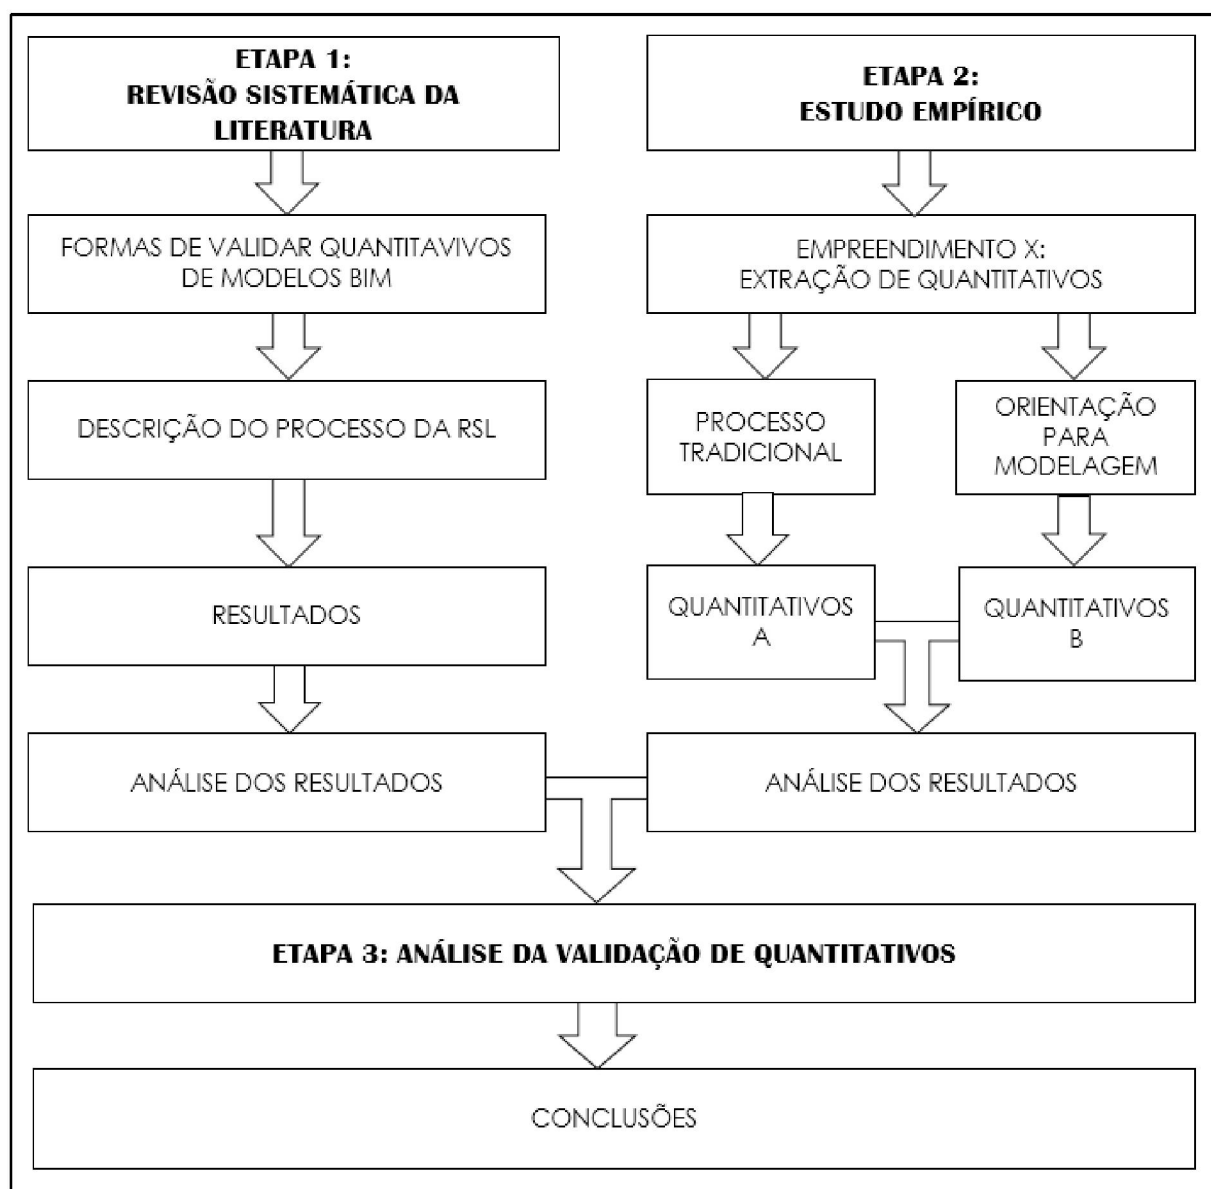 ETAPA 1:
REVISÃO SISTEMÁTICA DA
LITERATURA
FORMAS DE VALIDAR QUANTITAVIVOS
DE MODELOS BIM
DESCRIÇÃO DO PROCESSO DA RSL
RESULTADOS
ANÁLISE DOS RESULTADOS
ETAPA 2:
ESTUDO EMPÍRICO
EMPREENDIMENTO X:
EXTRAÇÃO DE QUANTITATIVOS
PROCESSO
TRADICIONAL
ORIENTAÇÃO
PARA
MODELAGEM
QUANTITATIVOS
A
QUANTITATIVOS
B
ANÁLISE DOS RESULTADOS
ETAPA 3: ANÁLISE DA VALIDAÇÃO DE QUANTITATIVOS
CONCLUSÕES